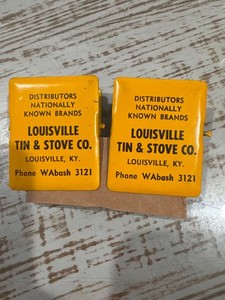 DISTRIBUTORS
NATIONALLY
KNOWN BRANDS
LOUISVILLE
TIN & STOVE CO.
LOUISVILLE, KY.
Phone WAbash 3121
DISTRIBUTORS
NATIONALLY
KNOWN BRANDS
LOUISVILLE
TIN & STOVE CO.
LOUISVILLE, KY.
Phone WAbash 3121